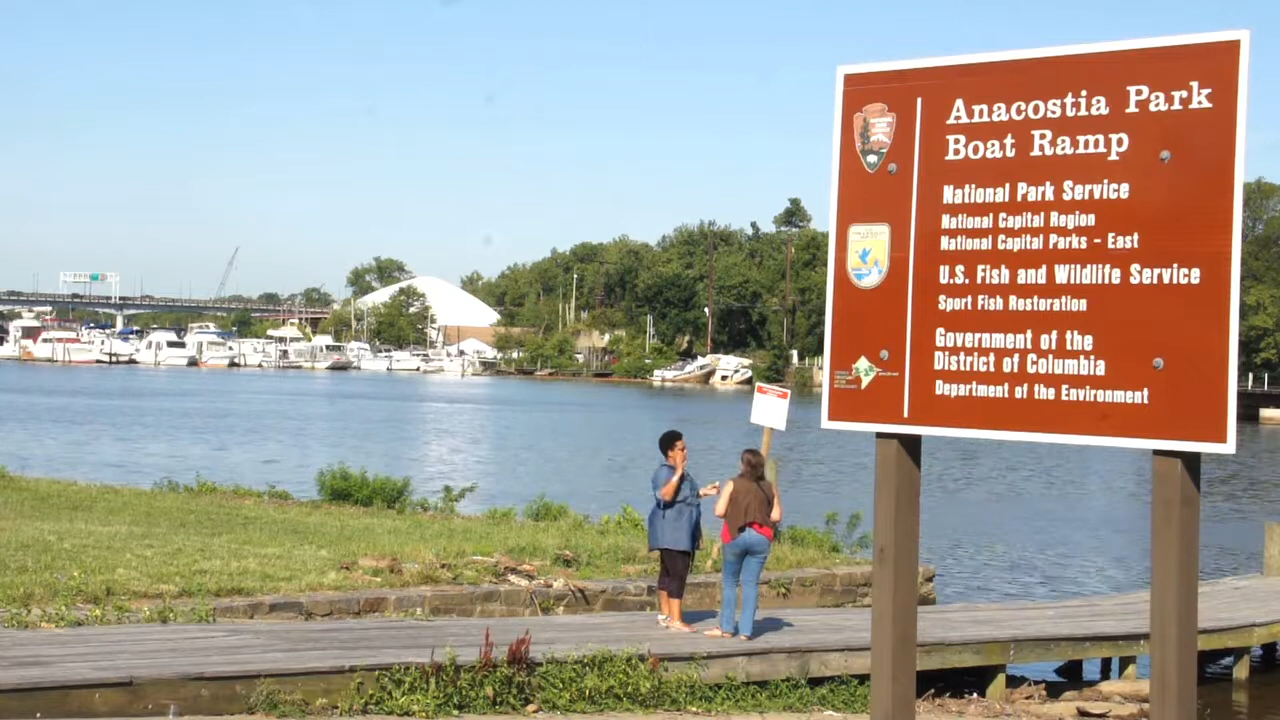 Anacostia Park
Boat Ramp
National Park Service
National Capital Region
National Capital Parks - East
U.S. Fish and Wildlife Service
Sport Fish Restoration
Government of the
District of Columbia
Department of the Environment